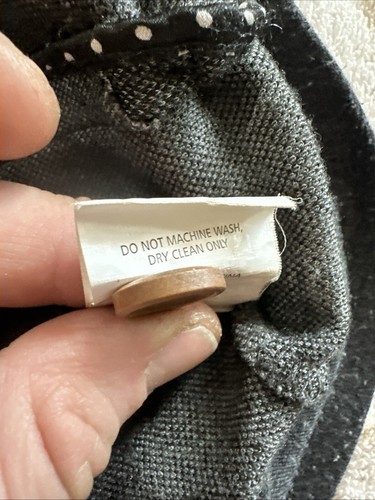 DO NOT MACHINE WASH,
DRY CLEAN ONLY